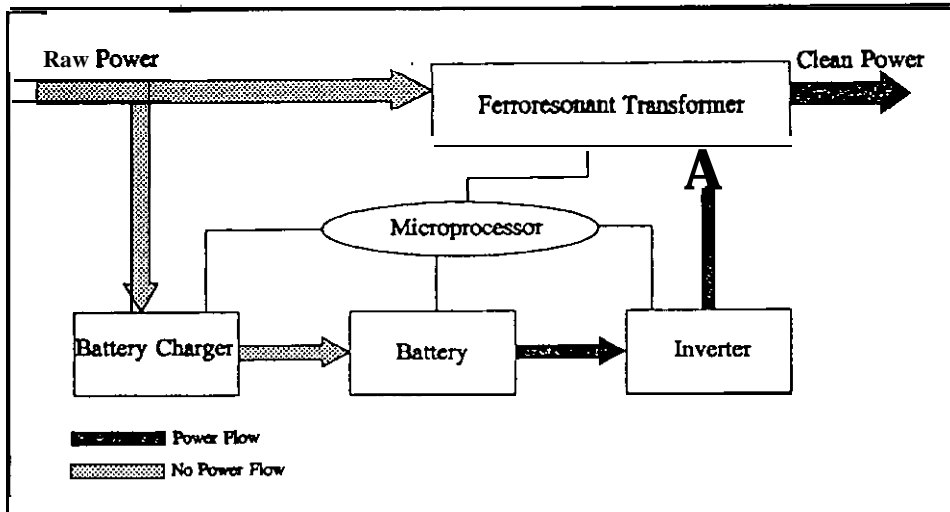 Raw Power
Clean Power
Ferroresonant Transformer
A
Microprocessor
Battery Charger
Battery
Inverter
Power Flow
No Power Flow